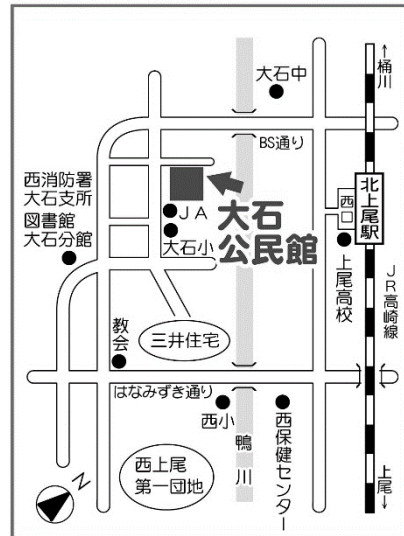 ↑桶川
大石中
BS通り
西消防署
大石支所
図書館
大石分館
JA
大石小
大石
公民館
西口
北上尾駅
上尾高校
JR高崎線
教会
三井住宅
はなみずき通り
西小
鴨川
西保健センター
西上尾
第一団地
上尾↓
N